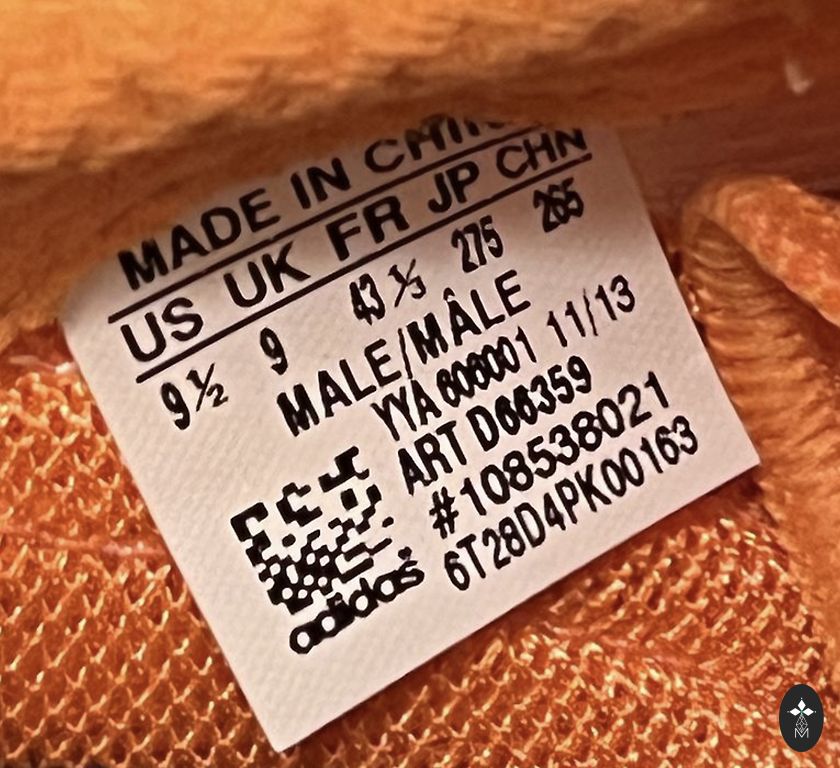 MADE IN CHINA
US UK FR JP CHN
9½ 9 43⅓ 275 265
MALE/MÂLE
YYA 606001 11/13
ART D66359
#108538021
6T28D4PK00163
adidas
M